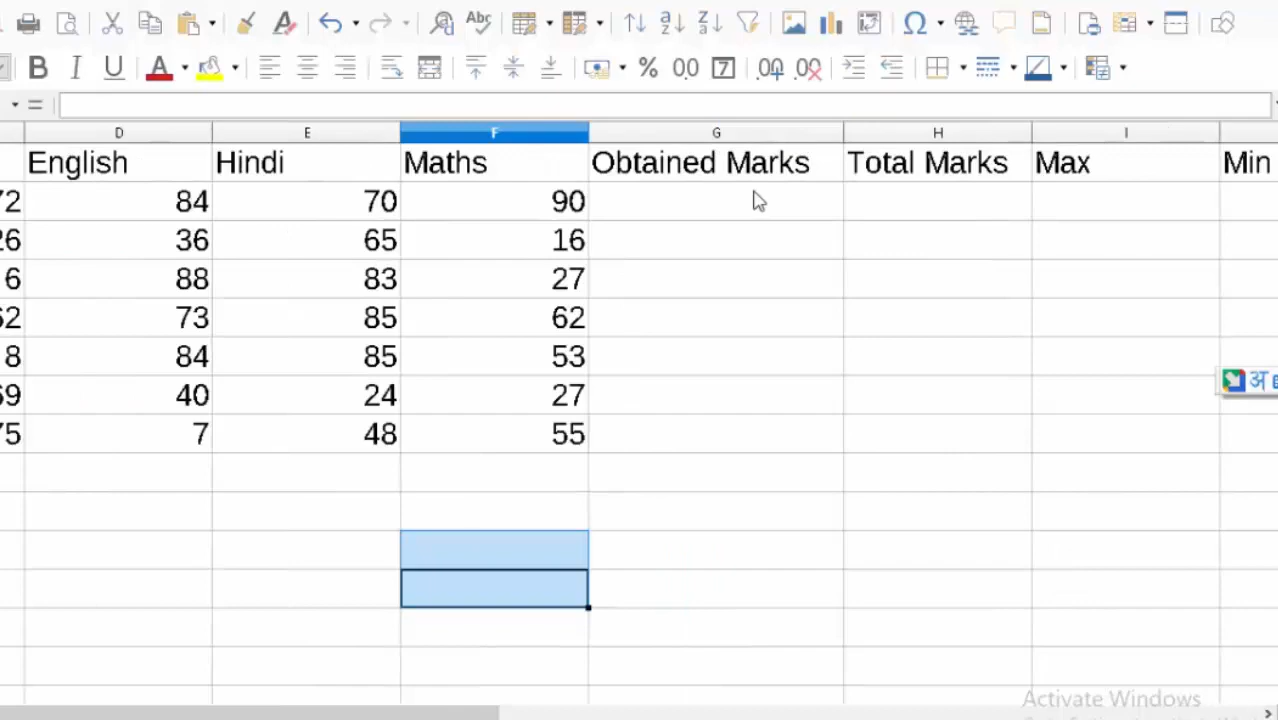 D E F G H I
English Hindi Maths Obtained Marks Total Marks Max Min
72 84 70 90
26 36 65 16
6 88 83 27
62 73 85 62
8 84 85 53
69 40 24 27
75 7 48 55
अ
Activate Windows